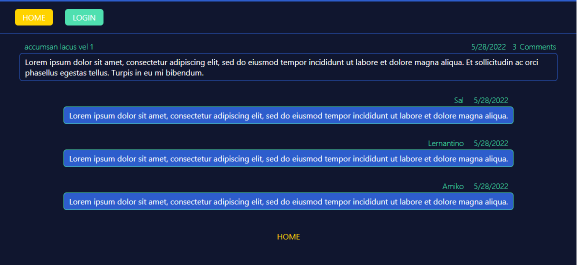 HOME LOGIN
accumsan lacus vel 1 5/28/2022 3 Comments
Lorem ipsum dolor sit amet, consectetur adipiscing elit, sed do eiusmod tempor incididunt ut labore et dolore magna aliqua. Et sollicitudin ac orci
phasellus egestas tellus. Turpis in eu mi bibendum.
Sal 5/28/2022
Lorem ipsum dolor sit amet, consectetur adipiscing elit, sed do eiusmod tempor incididunt ut labore et dolore magna aliqua.
Lernantino 5/28/2022
Lorem ipsum dolor sit amet, consectetur adipiscing elit, sed do eiusmod tempor incididunt ut labore et dolore magna aliqua.
Amiko 5/28/2022
Lorem ipsum dolor sit amet, consectetur adipiscing elit, sed do eiusmod tempor incididunt ut labore et dolore magna aliqua.
HOME